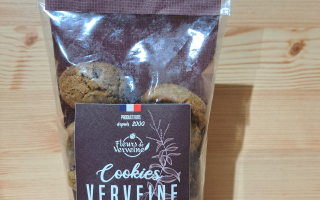 PRODUCTEURS
depuis 2000
Fleurs de
Verveine
Cookies
VERVEINE